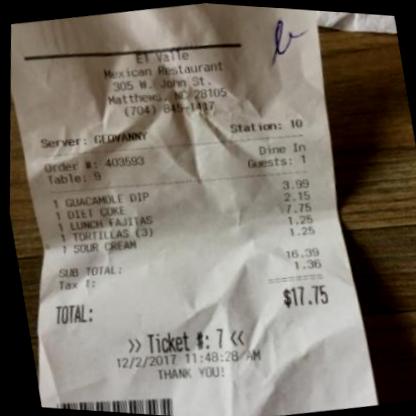 El Valle
Mexican Restaurant
305 W. John St.
Matthews, NC 28105
(704) 845-1417
Server: GEOVANNY Station: 10
Order #: 403593 Dine In
Table: 9 Guests: 1
1 GUACAMOLE DIP 3.99
1 DIET COKE 2.15
1 LUNCH FAJITAS 7.75
1 TORTILLAS (3) 1.25
1 SOUR CREAM 1.25
SUB TOTAL: 16.39
Tax 1: 1.36
TOTAL: $17.75
>> Ticket #: 7 <<
12/2/2017 11:48:28 AM
THANK YOU!